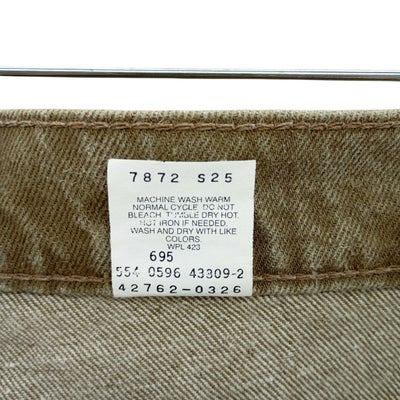 7872 S25
MACHINE WASH WARM
NORMAL CYCLE. DO NOT
BLEACH. TUMBLE DRY HOT.
HOT IRON IF NEEDED.
WASH AND DRY WITH LIKE
COLORS.
WPL 423
695
554 0596 43809-2
42762-0326